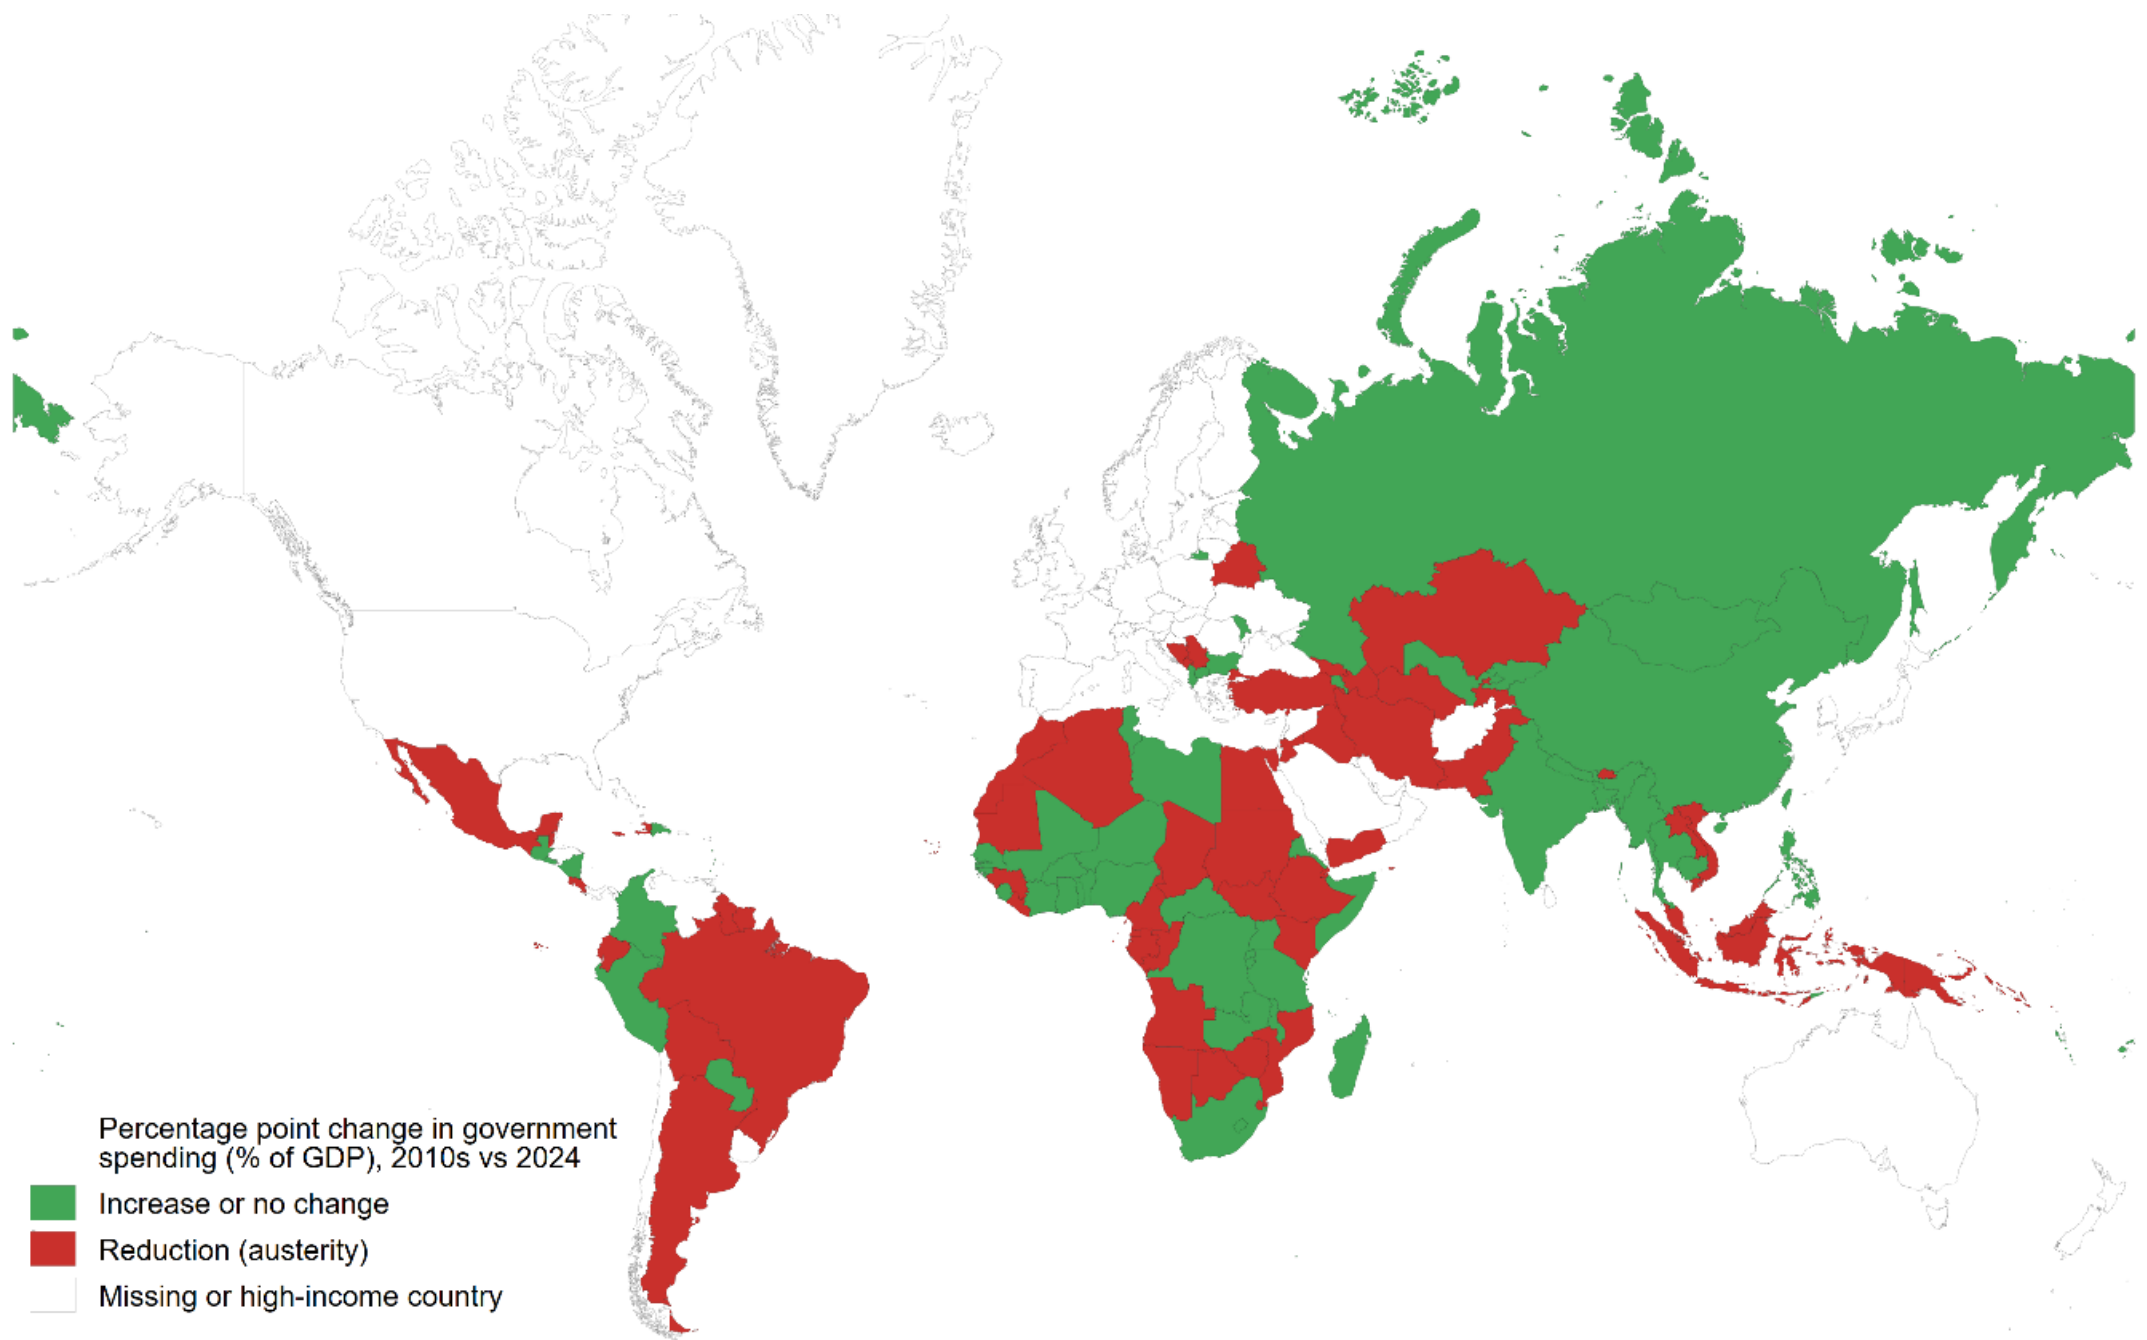 Percentage point change in government
spending (% of GDP), 2010s vs 2024
Increase or no change
Reduction (austerity)
Missing or high-income country